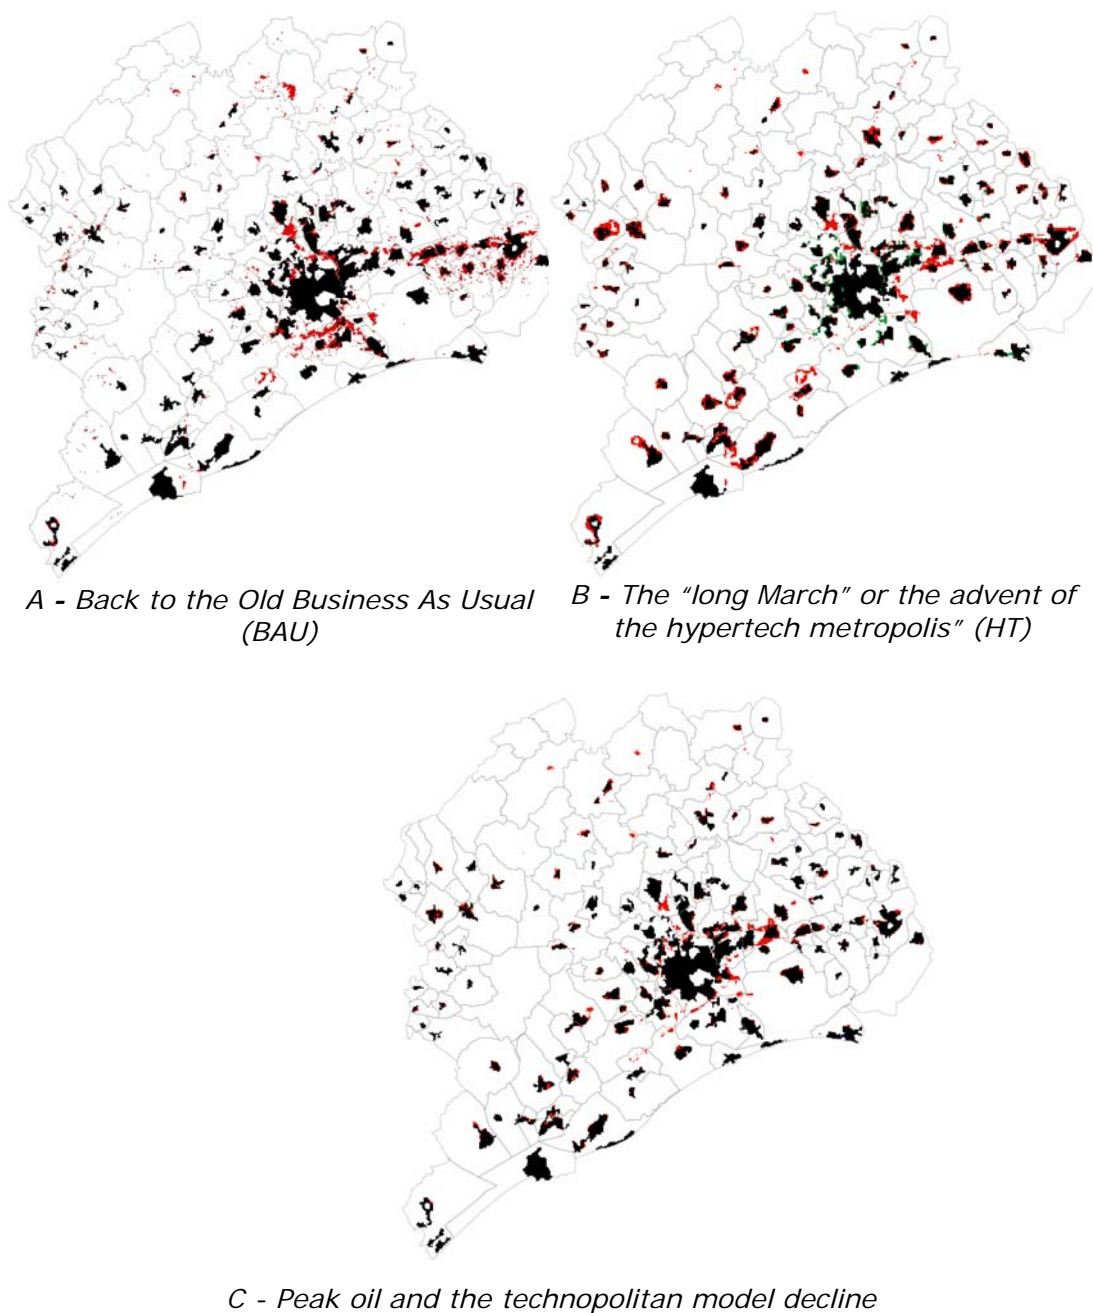 A - Back to the Old Business As Usual
(BAU)
B - The “long March” or the advent of
the hypertech metropolis” (HT)
C - Peak oil and the technopolitan model decline